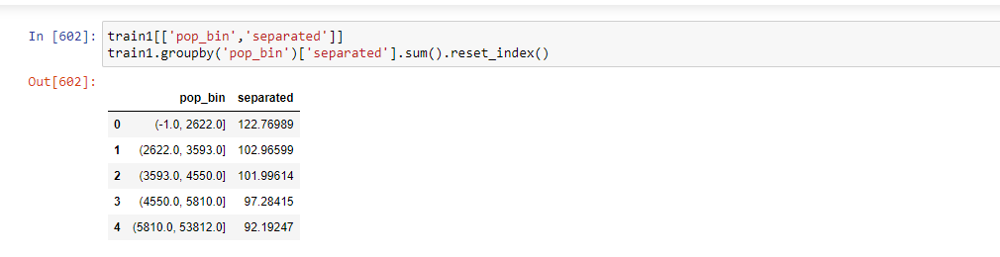 In [602]: train1[['pop_bin','separated']]
train1.groupby('pop_bin')['separated'].sum().reset_index()
Out[602]:
pop_bin separated
0 (-1.0, 2622.0] 122.76989
1 (2622.0, 3593.0] 102.96599
2 (3593.0, 4550.0] 101.99614
3 (4550.0, 5810.0] 97.28415
4 (5810.0, 53812.0] 92.19247